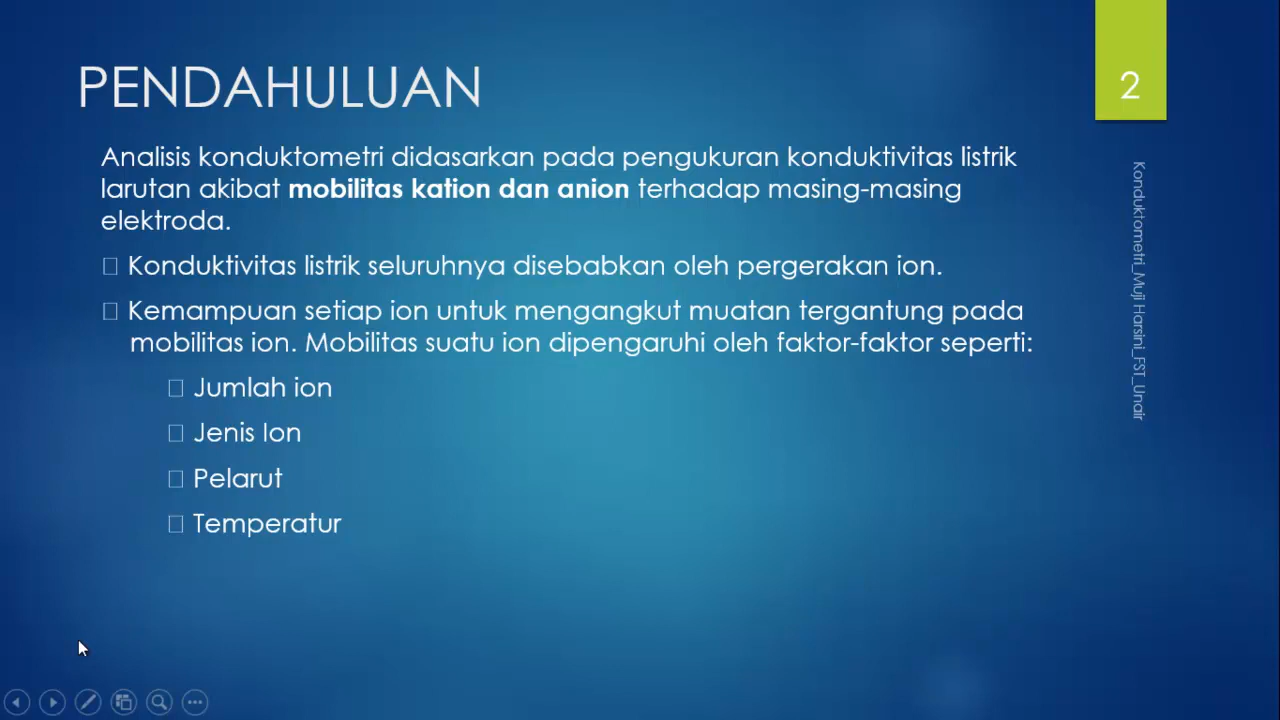 PENDAHULUAN
2
Analisis konduktometri didasarkan pada pengukuran konduktivitas listrik
larutan akibat mobilitas kation dan anion terhadap masing-masing
elektroda.
Konduktivitas listrik seluruhnya disebabkan oleh pergerakan ion.
Kemampuan setiap ion untuk mengangkut muatan tergantung pada
mobilitas ion. Mobilitas suatu ion dipengaruhi oleh faktor-faktor seperti:
Jumlah ion
Jenis Ion
Pelarut
Temperatur
Konduktometri_Muji Harsini_FST_Unair